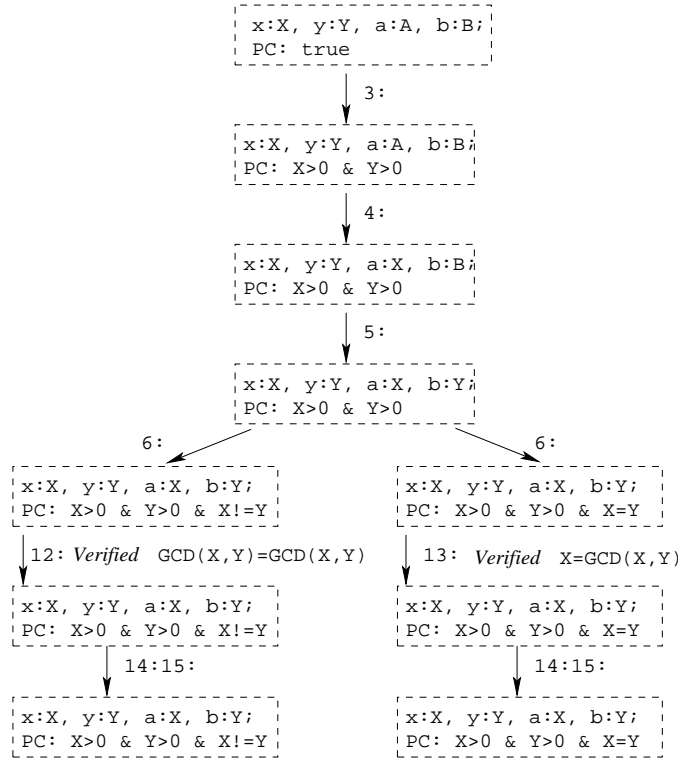 x:X, y:Y, a:A, b:B;
PC: true
3:
x:X, y:Y, a:A, b:B;
PC: X>0 & Y>0
4:
x:X, y:Y, a:X, b:B;
PC: X>0 & Y>0
5:
x:X, y:Y, a:X, b:Y;
PC: X>0 & Y>0
6:
6:
x:X, y:Y, a:X, b:Y;
PC: X>0 & Y>0 & X!=Y
x:X, y:Y, a:X, b:Y;
PC: X>0 & Y>0 & X=Y
12: Verified GCD(X,Y)=GCD(X,Y)
13: Verified X=GCD(X,Y)
x:X, y:Y, a:X, b:Y;
PC: X>0 & Y>0 & X!=Y
x:X, y:Y, a:X, b:Y;
PC: X>0 & Y>0 & X=Y
14:15:
14:15:
x:X, y:Y, a:X, b:Y;
PC: X>0 & Y>0 & X!=Y
x:X, y:Y, a:X, b:Y;
PC: X>0 & Y>0 & X=Y